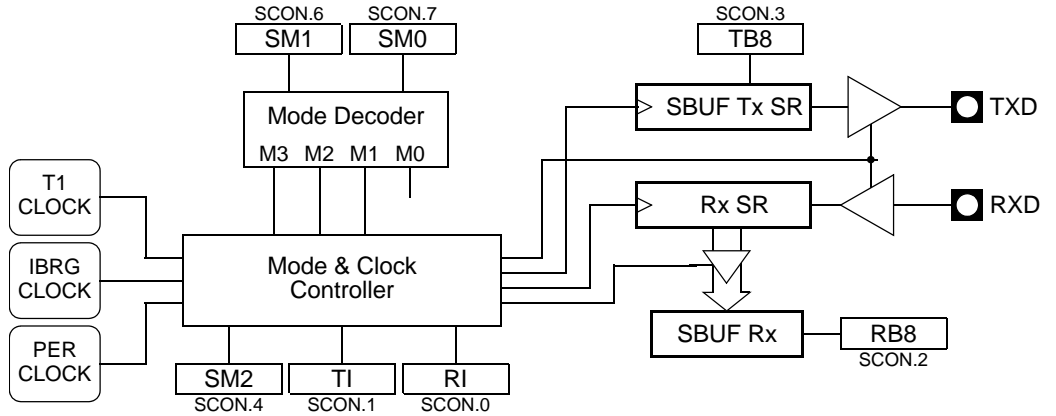 SCON.6 SCON.7
SM1 SM0
SCON.3
TB8
Mode Decoder
M3 M2 M1 M0
SBUF Tx SR
TXD
T1
CLOCK
Rx SR
RXD
IBRG
CLOCK
Mode & Clock
Controller
PER
CLOCK
SBUF Rx
RB8
SCON.2
SM2 TI RI
SCON.4 SCON.1 SCON.0